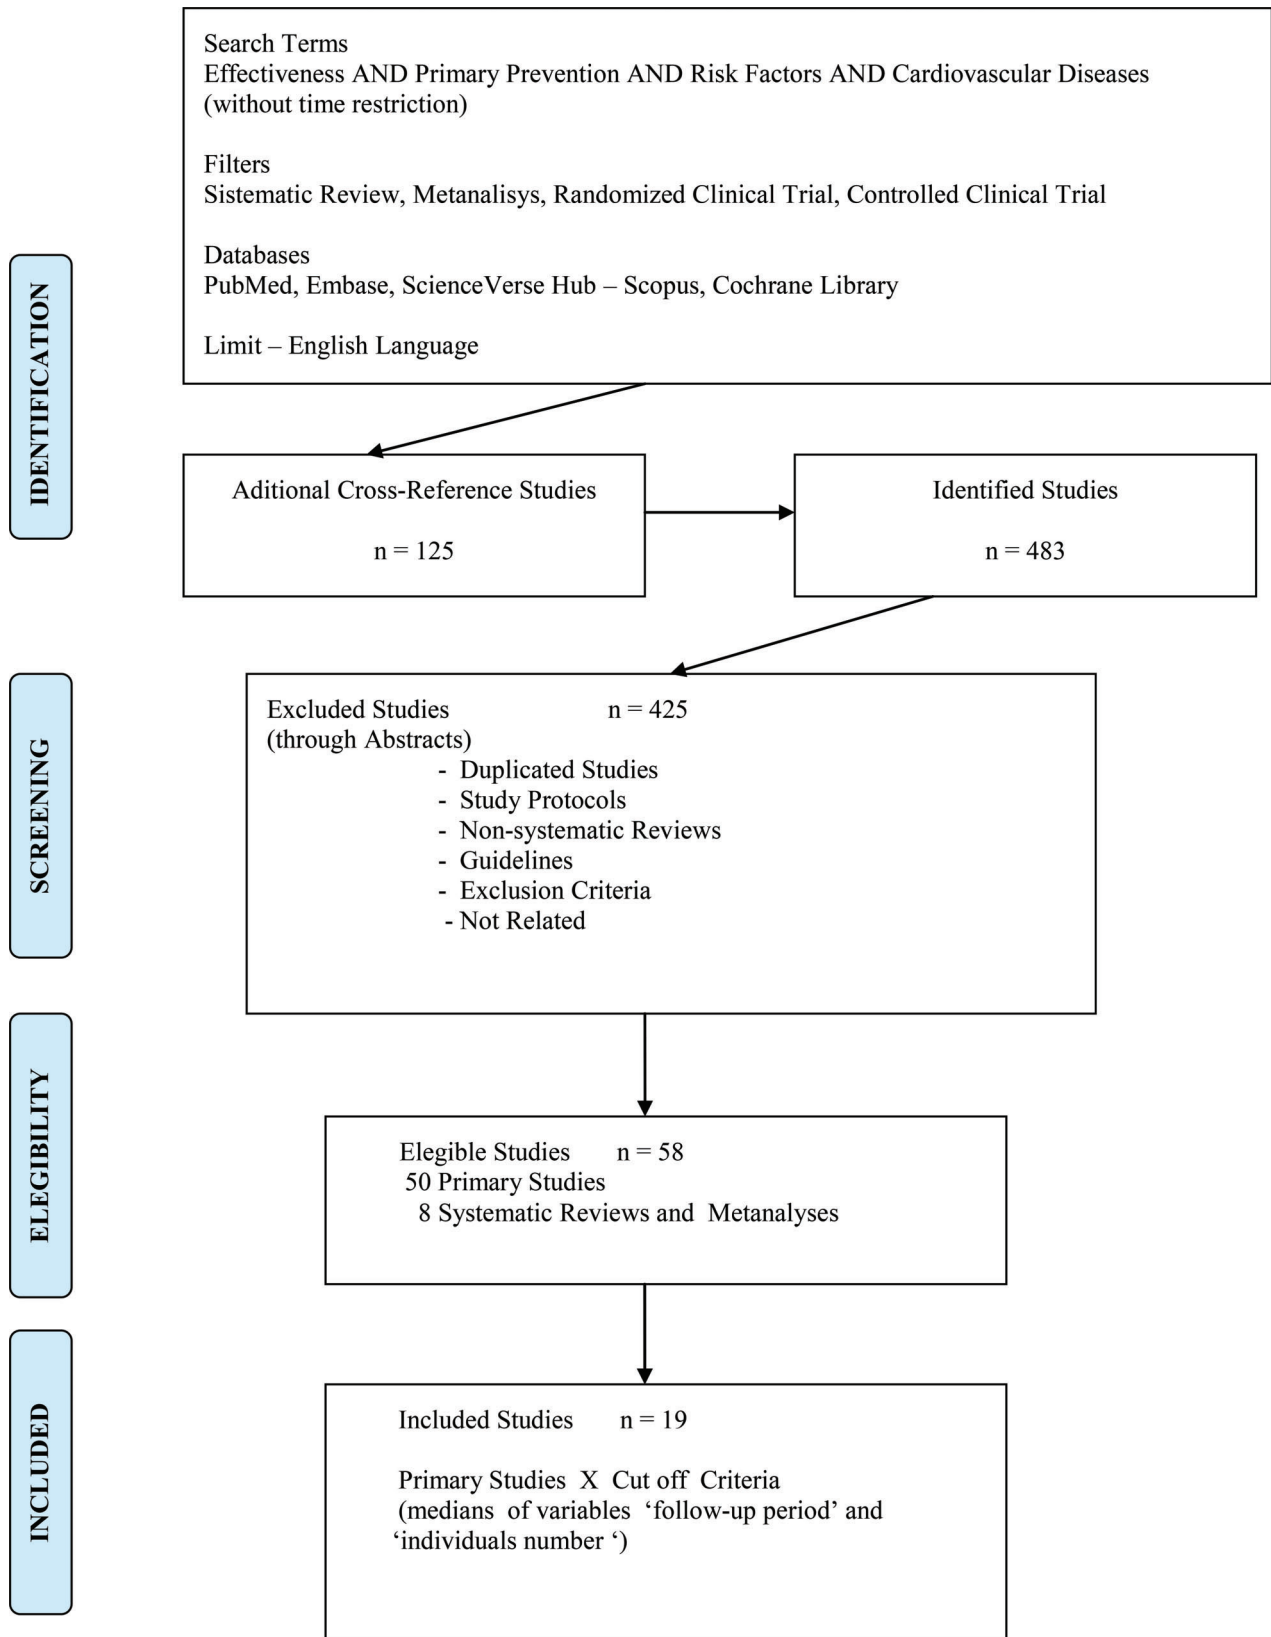 Search Terms
Effectiveness AND Primary Prevention AND Risk Factors AND Cardiovascular Diseases
(without time restriction)
Filters
Sistematic Review, Metanalisys, Randomized Clinical Trial, Controlled Clinical Trial
Databases
PubMed, Embase, ScienceVerse Hub – Scopus, Cochrane Library
Limit – English Language
IDENTIFICATION
Aditional Cross-Reference Studies
n = 125
Identified Studies
n = 483
SCREENING
Excluded Studies n = 425
(through Abstracts)
- Duplicated Studies
- Study Protocols
- Non-systematic Reviews
- Guidelines
- Exclusion Criteria
- Not Related
ELEGIBILITY
Elegible Studies n = 58
50 Primary Studies
8 Systematic Reviews and Metanalyses
INCLUDED
Included Studies n = 19
Primary Studies X Cut off Criteria
(medians of variables ‘follow-up period’ and
‘individuals number ‘)